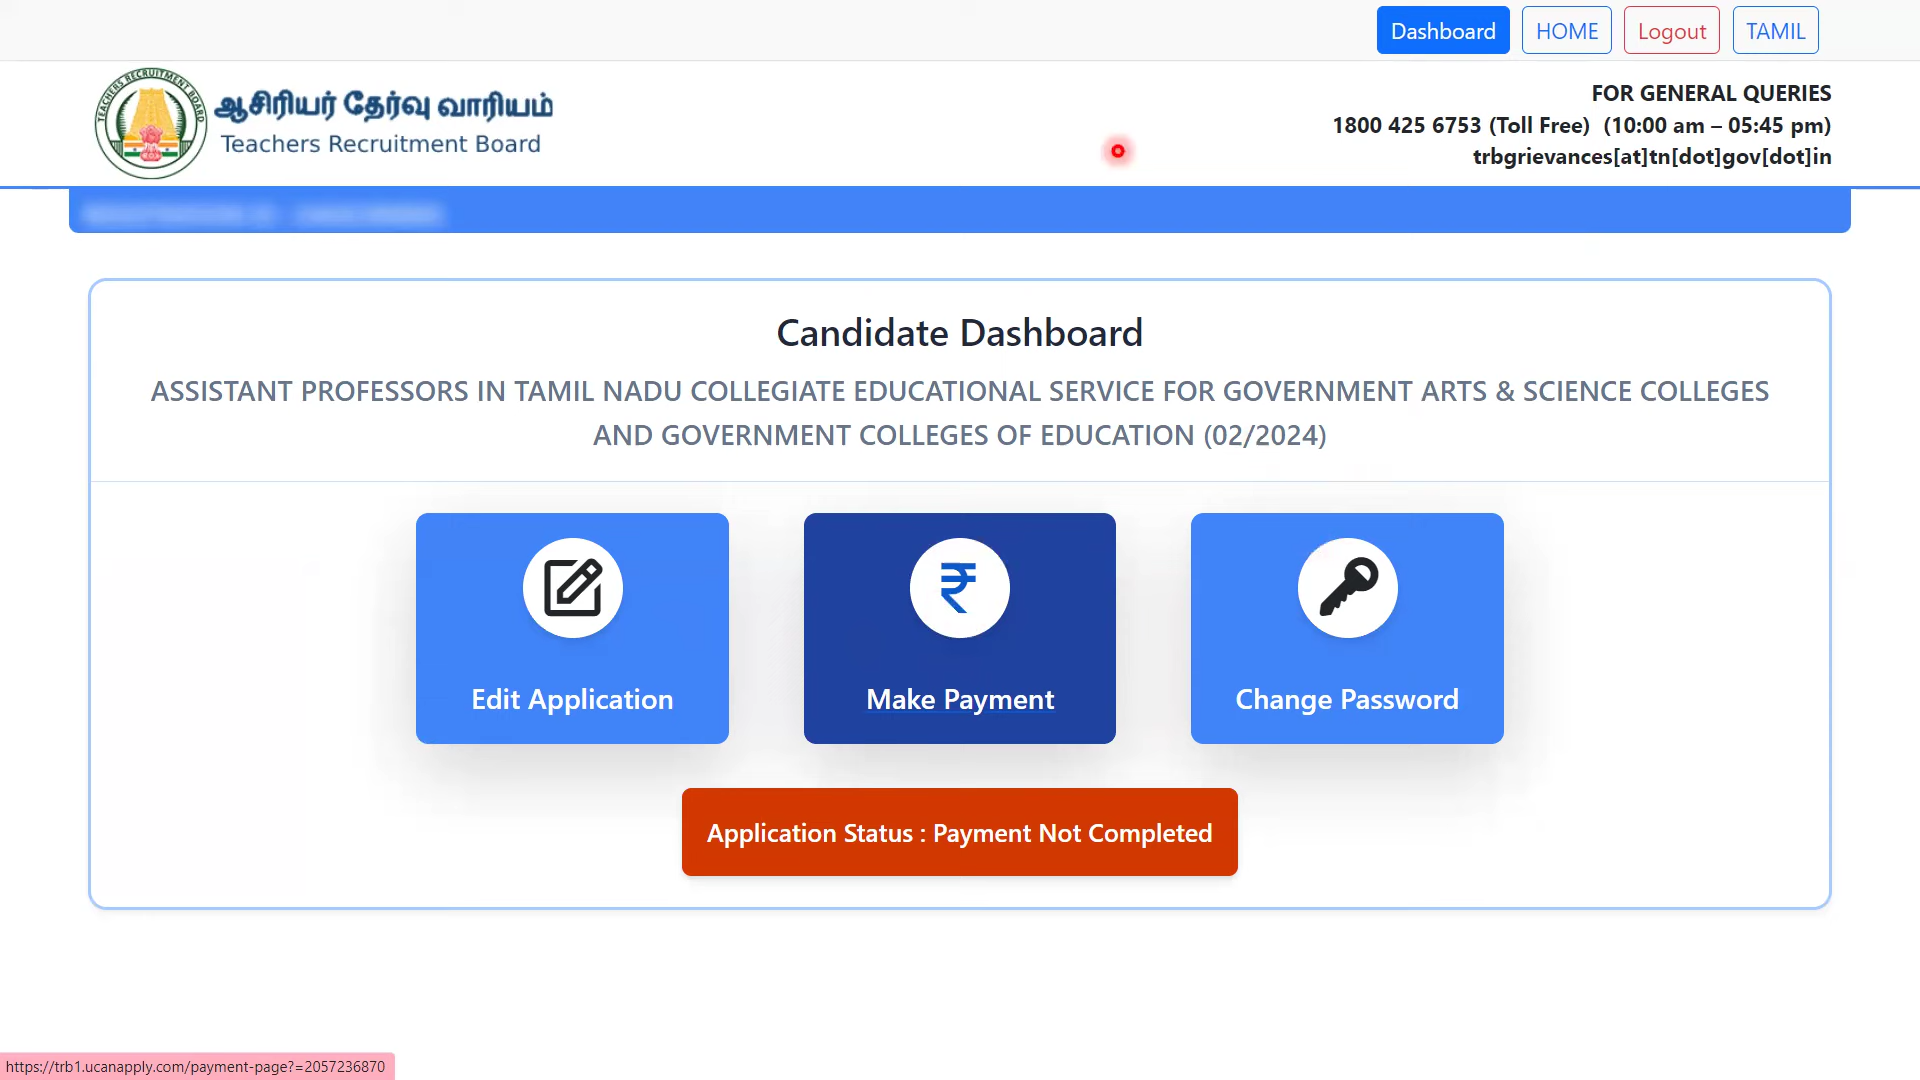 Dashboard HOME Logout TAMIL
TEACHERS RECRUITMENT BOARD
ஆசிரியர் தேர்வு வாரியம்
Teachers Recruitment Board
FOR GENERAL QUERIES
1800 425 6753 (Toll Free) (10:00 am – 05:45 pm)
trbgrievances[at]tn[dot]gov[dot]in
Candidate Dashboard
ASSISTANT PROFESSORS IN TAMIL NADU COLLEGIATE EDUCATIONAL SERVICE FOR GOVERNMENT ARTS & SCIENCE COLLEGES
AND GOVERNMENT COLLEGES OF EDUCATION (02/2024)
Edit Application Make Payment Change Password
Application Status : Payment Not Completed
https://trb1.ucanapply.com/payment-page?=2057236870